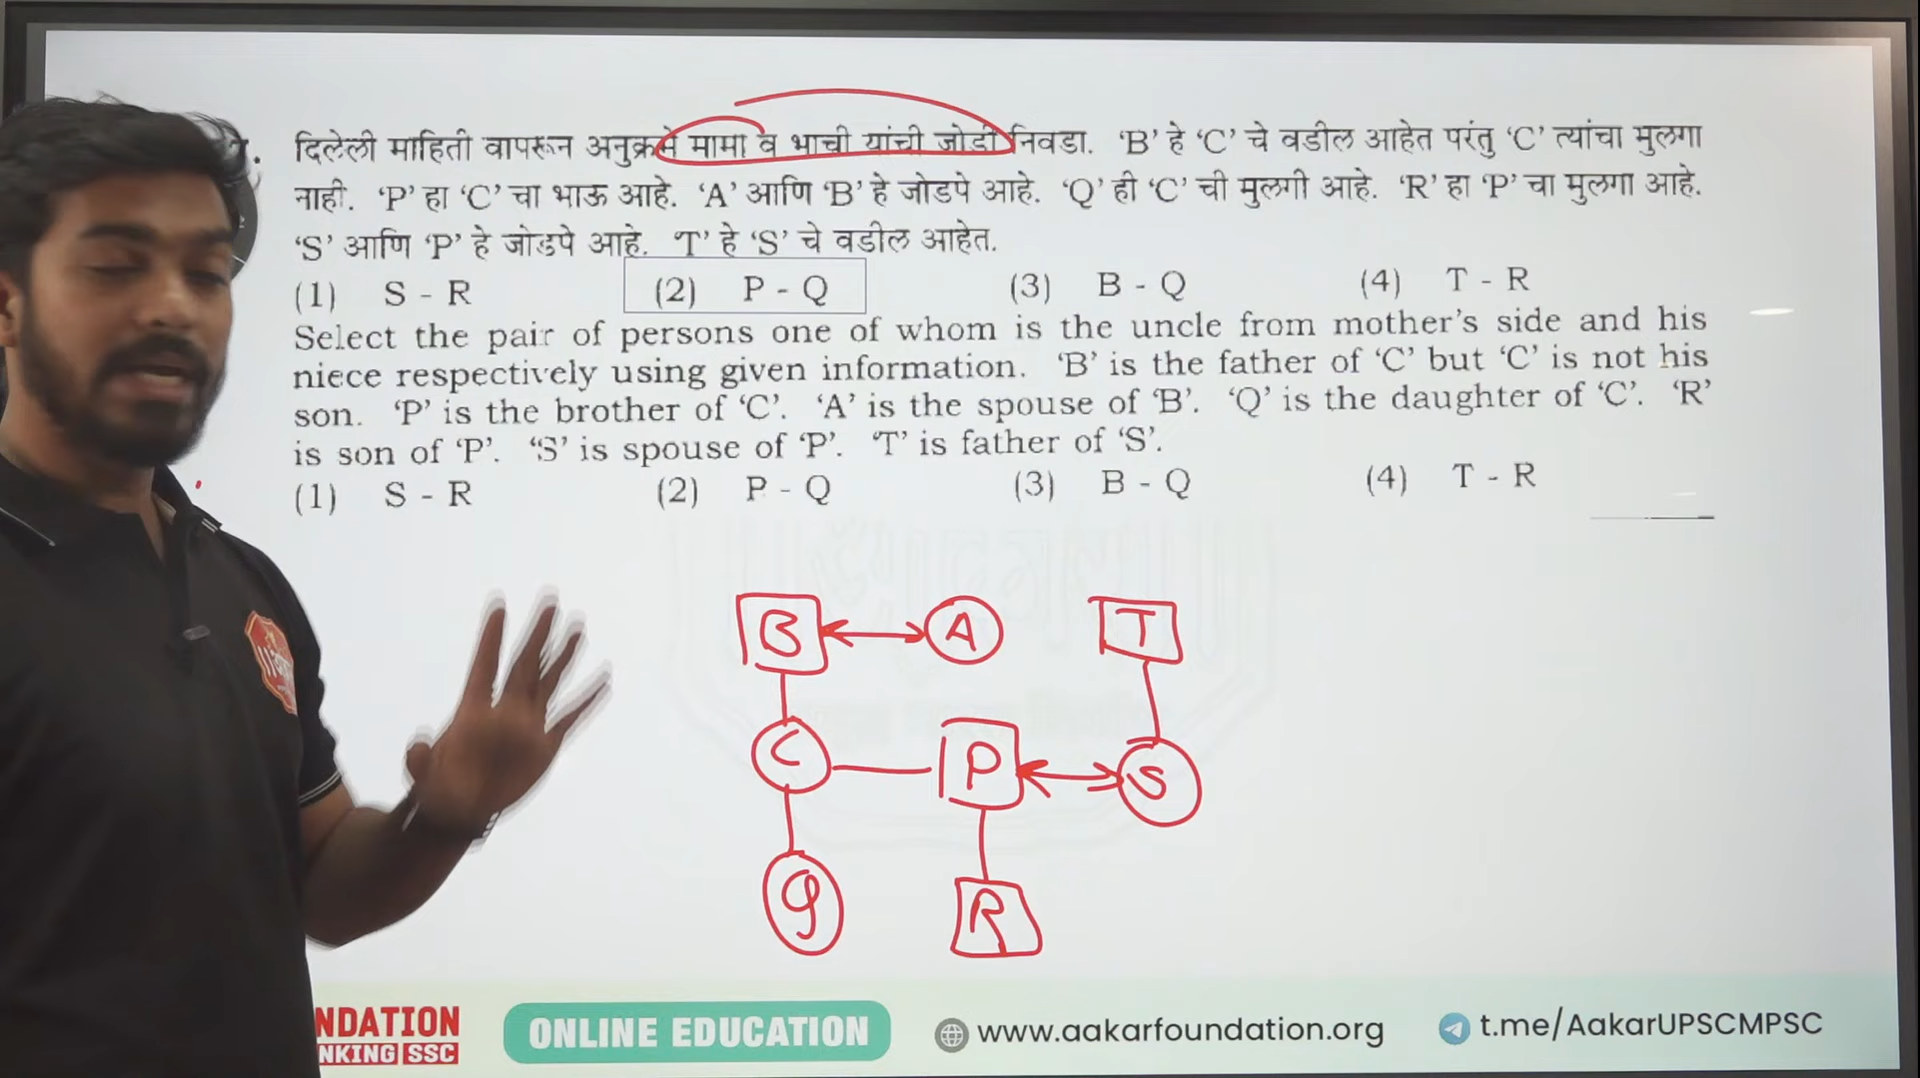 दिलेली माहिती वापरून अनुक्रमे मामा व भाची यांची जोडी निवडा. ‘B’ हे ‘C’ चे वडील आहेत परंतु ‘C’ त्यांचा मुलगा
नाही. ‘P’ हा ‘C’ चा भाऊ आहे. ‘A’ आणि ‘B’ हे जोडपे आहे. ‘Q’ ही ‘C’ ची मुलगी आहे. ‘R’ हा ‘P’ चा मुलगा आहे.
‘S’ आणि ‘P’ हे जोडपे आहे. ‘T’ हे ‘S’ चे वडील आहेत.
(1) S - R (2) P - Q (3) B - Q (4) T - R
Select the pair of persons one of whom is the uncle from mother’s side and his
niece respectively using given information. ‘B’ is the father of ‘C’ but ‘C’ is not his
son. ‘P’ is the brother of ‘C’. ‘A’ is the spouse of ‘B’. ‘Q’ is the daughter of ‘C’. ‘R’
is son of ‘P’. ‘S’ is spouse of ‘P’. ‘T’ is father of ‘S’.
(1) S - R (2) P - Q (3) B - Q (4) T - R
B A T
C P S
Q R
NDATION
NKING SSC
ONLINE EDUCATION
www.aakarfoundation.org
t.me/AakarUPSCMPSC